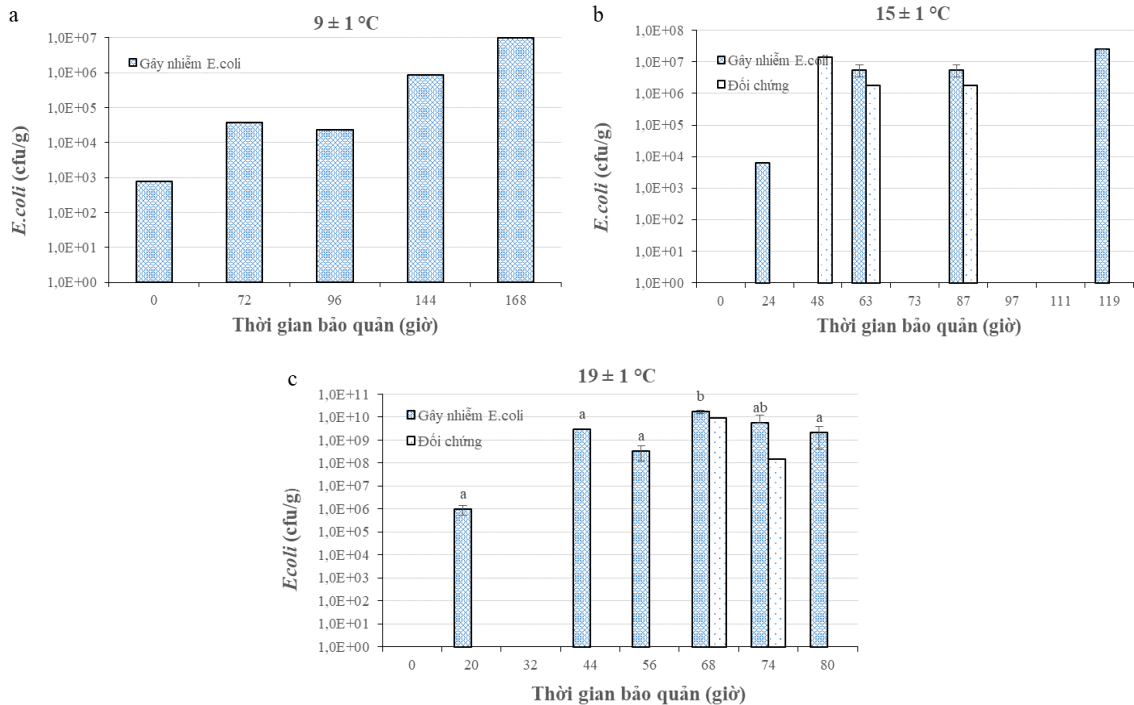 a
9 ± 1 °C
1,0E+07
1,0E+06
1,0E+05
1,0E+04
1,0E+03
1,0E+02
1,0E+01
1,0E+00
E.coli (cfu/g)
Gây nhiễm E.coli
0 72 96 144 168
Thời gian bảo quản (giờ)
b
15 ± 1 °C
1,0E+08
1,0E+07
1,0E+06
1,0E+05
1,0E+04
1,0E+03
1,0E+02
1,0E+01
1,0E+00
E.coli (cfu/g)
Gây nhiễm E.coli
Đối chứng
0 24 48 63 73 87 97 111 119
Thời gian bảo quản (giờ)
c
19 ± 1 °C
1,0E+11
1,0E+10
1,0E+09
1,0E+08
1,0E+07
1,0E+06
1,0E+05
1,0E+04
1,0E+03
1,0E+02
1,0E+01
1,0E+00
Ecoli (cfu/g)
Gây nhiễm E.coli
Đối chứng
a a a b ab a
0 20 32 44 56 68 74 80
Thời gian bảo quản (giờ)